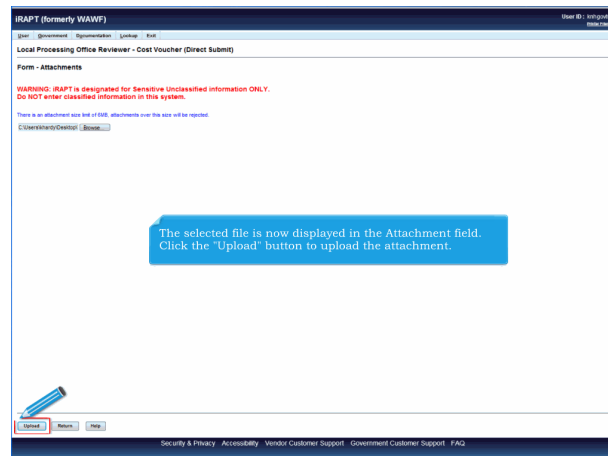 iRAPT (formerly WAWF)
User ID :
User Government Documentation Lookup Exit
Local Processing Office Reviewer - Cost Voucher (Direct Submit)
Form - Attachments
WARNING: iRAPT is designated for Sensitive Unclassified information ONLY.
Do NOT enter classified information in this system.
There is an attachment size limit of 6MB, attachments over this size will be rejected.
C:\Users\khardy\Desktop\ Browse...
The selected file is now displayed in the Attachment field.
Click the "Upload" button to upload the attachment.
Upload Return Help
Security & Privacy Accessibility Vendor Customer Support Government Customer Support FAQ